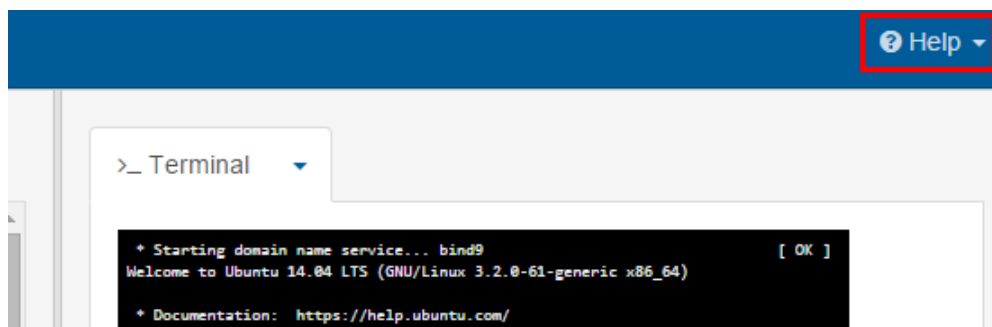 Help
>_ Terminal
* Starting domain name service... bind9 [ OK ]
Welcome to Ubuntu 14.04 LTS (GNU/Linux 3.2.0-61-generic x86_64)
* Documentation: https://help.ubuntu.com/